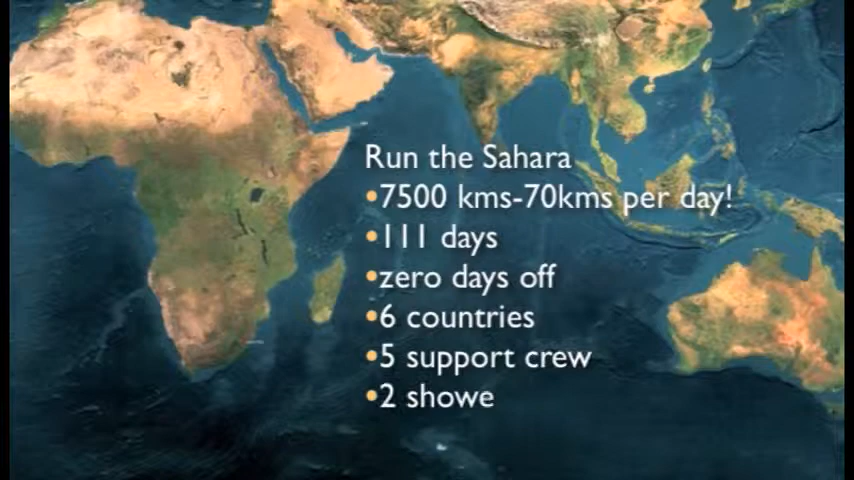 Run the Sahara
•7500 kms-70kms per day!
•111 days
•zero days off
•6 countries
•5 support crew
•2 showe